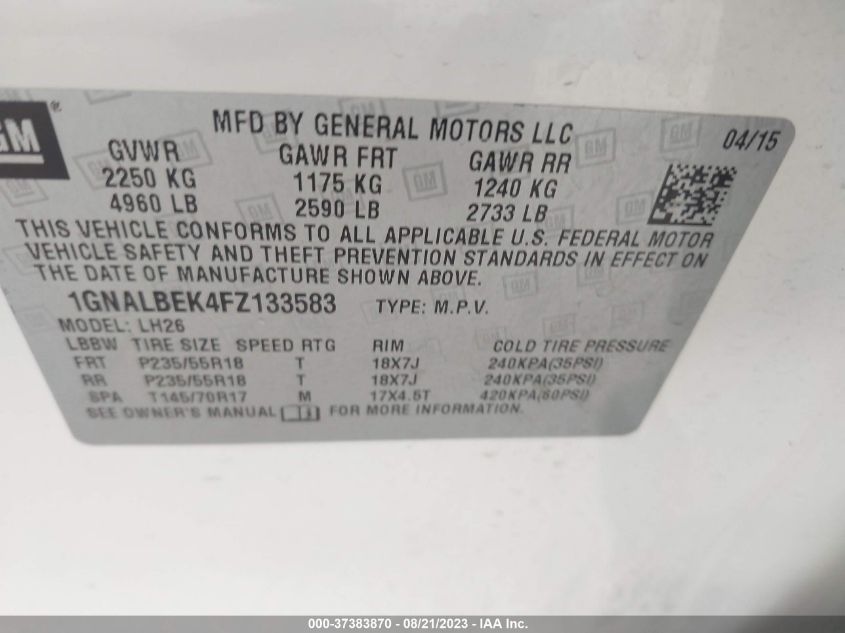 GM ®
MFD BY GENERAL MOTORS LLC
04/15
GVWR GAWR FRT GAWR RR
2250 KG 1175 KG 1240 KG
4960 LB 2590 LB 2733 LB
THIS VEHICLE CONFORMS TO ALL APPLICABLE U.S. FEDERAL MOTOR
VEHICLE SAFETY AND THEFT PREVENTION STANDARDS IN EFFECT ON
THE DATE OF MANUFACTURE SHOWN ABOVE.
1GNALBEK4FZ133583 TYPE: M.P.V.
MODEL: LH26
LBBW TIRE SIZE SPEED RTG RIM COLD TIRE PRESSURE
FRT P235/55R18 T 18X7J 240KPA(35PSI)
RR P235/55R18 T 18X7J 240KPA(35PSI)
SPA T145/70R17 M 17X4.5T 420KPA(60PSI)
SEE OWNER'S MANUAL FOR MORE INFORMATION.
000-37383870 - 08/21/2023 - IAA Inc.